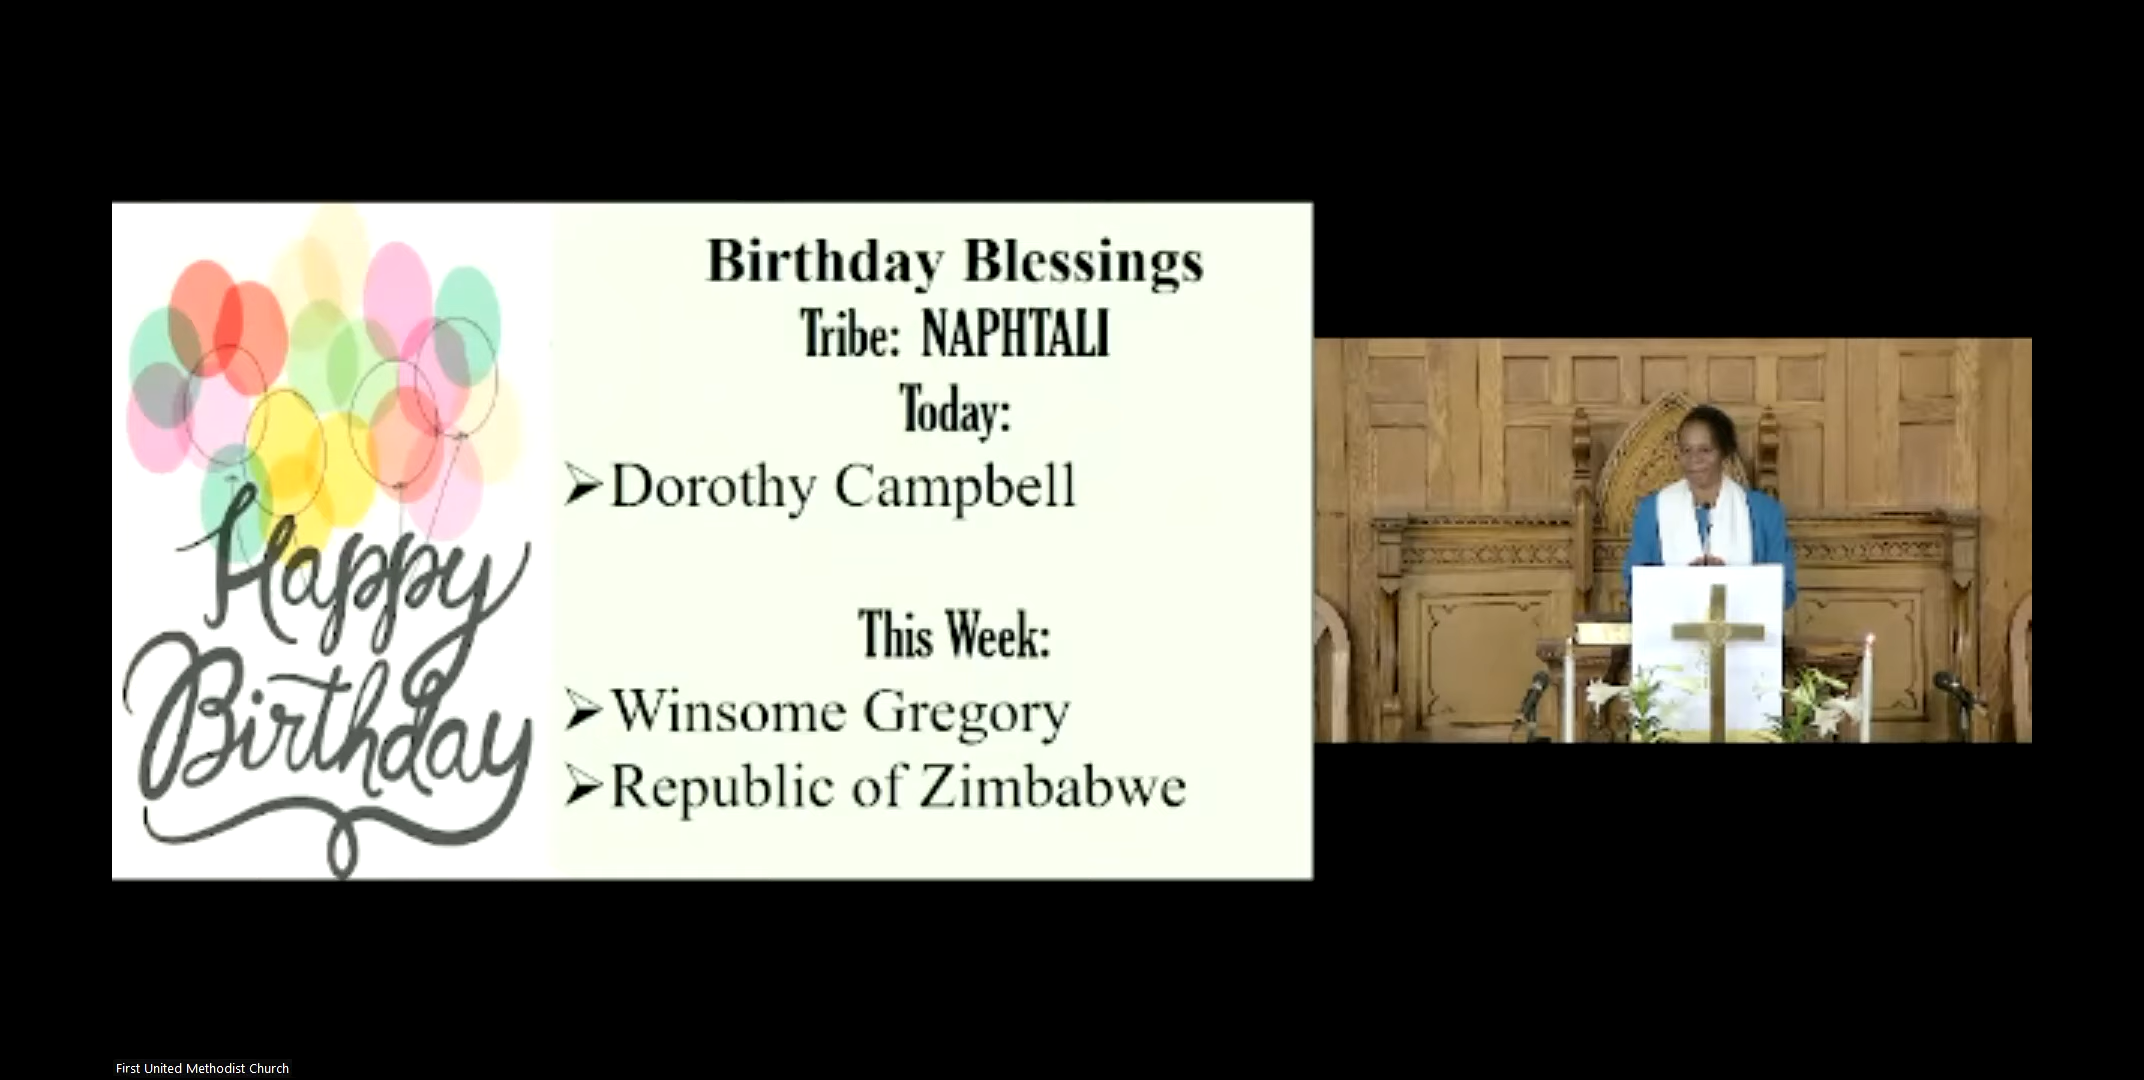 Happy
Birthday
Birthday Blessings
Tribe: NAPHTALI
Today:
➢Dorothy Campbell
This Week:
➢Winsome Gregory
➢Republic of Zimbabwe
First United Methodist Church